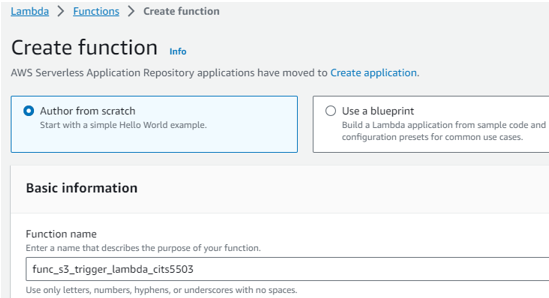 Lambda > Functions > Create function
Create function Info
AWS Serverless Application Repository applications have moved to Create application.
Author from scratch
Start with a simple Hello World example.
Use a blueprint
Build a Lambda application from sample code and
configuration presets for common use cases.
Basic information
Function name
Enter a name that describes the purpose of your function.
func_s3_trigger_lambda_cits5503
Use only letters, numbers, hyphens, or underscores with no spaces.